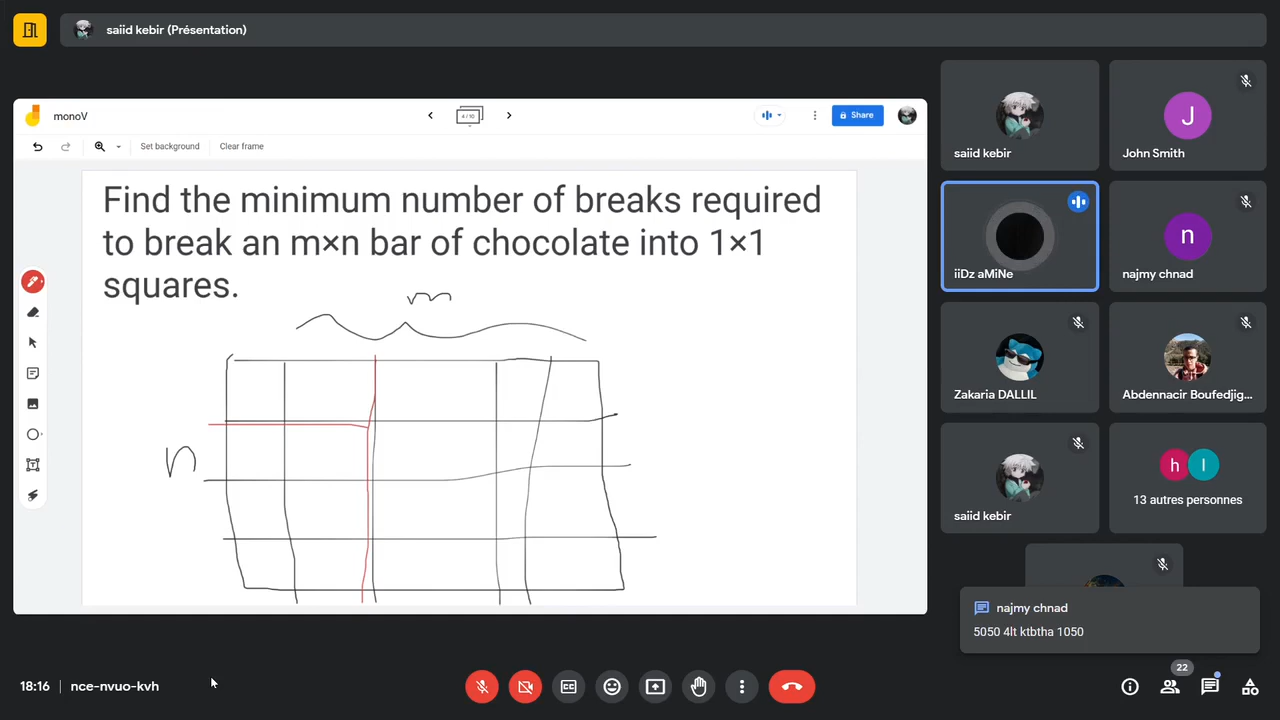 saiid kebir (Présentation)
monoV
4 / 10
Share
Set background
Clear frame
Find the minimum number of breaks required
to break an m×n bar of chocolate into 1×1
squares.
m
n
saiid kebir
J
John Smith
iiDz aMiNe
n
najmy chnad
Zakaria DALLIL
Abdennacir Boufedjig...
saiid kebir
h
l
13 autres personnes
najmy chnad
5050 4lt ktbtha 1050
18:16 | nce-nvuo-kvh
22